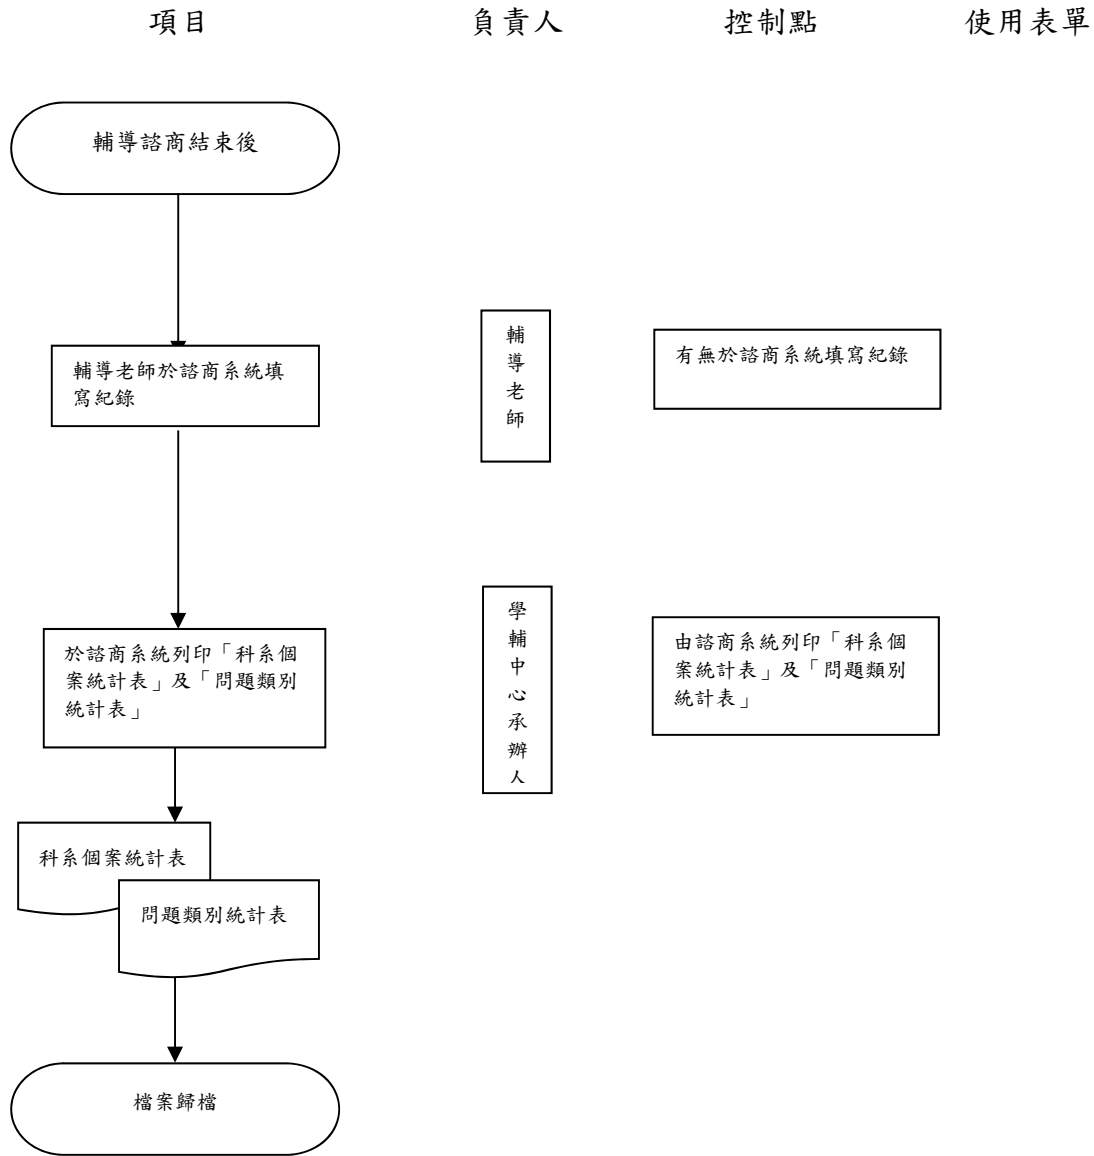 項目 負責人 控制點 使用表單
輔導諮商結束後
輔導老師於諮商系統填
寫紀錄
輔導老師
有無於諮商系統填寫紀錄
於諮商系統列印「科系個
案統計表」及「問題類別
統計表」
學輔中心承辦人
由諮商系統列印「科系個
案統計表」及「問題類別
統計表」
科系個案統計表
問題類別統計表
檔案歸檔